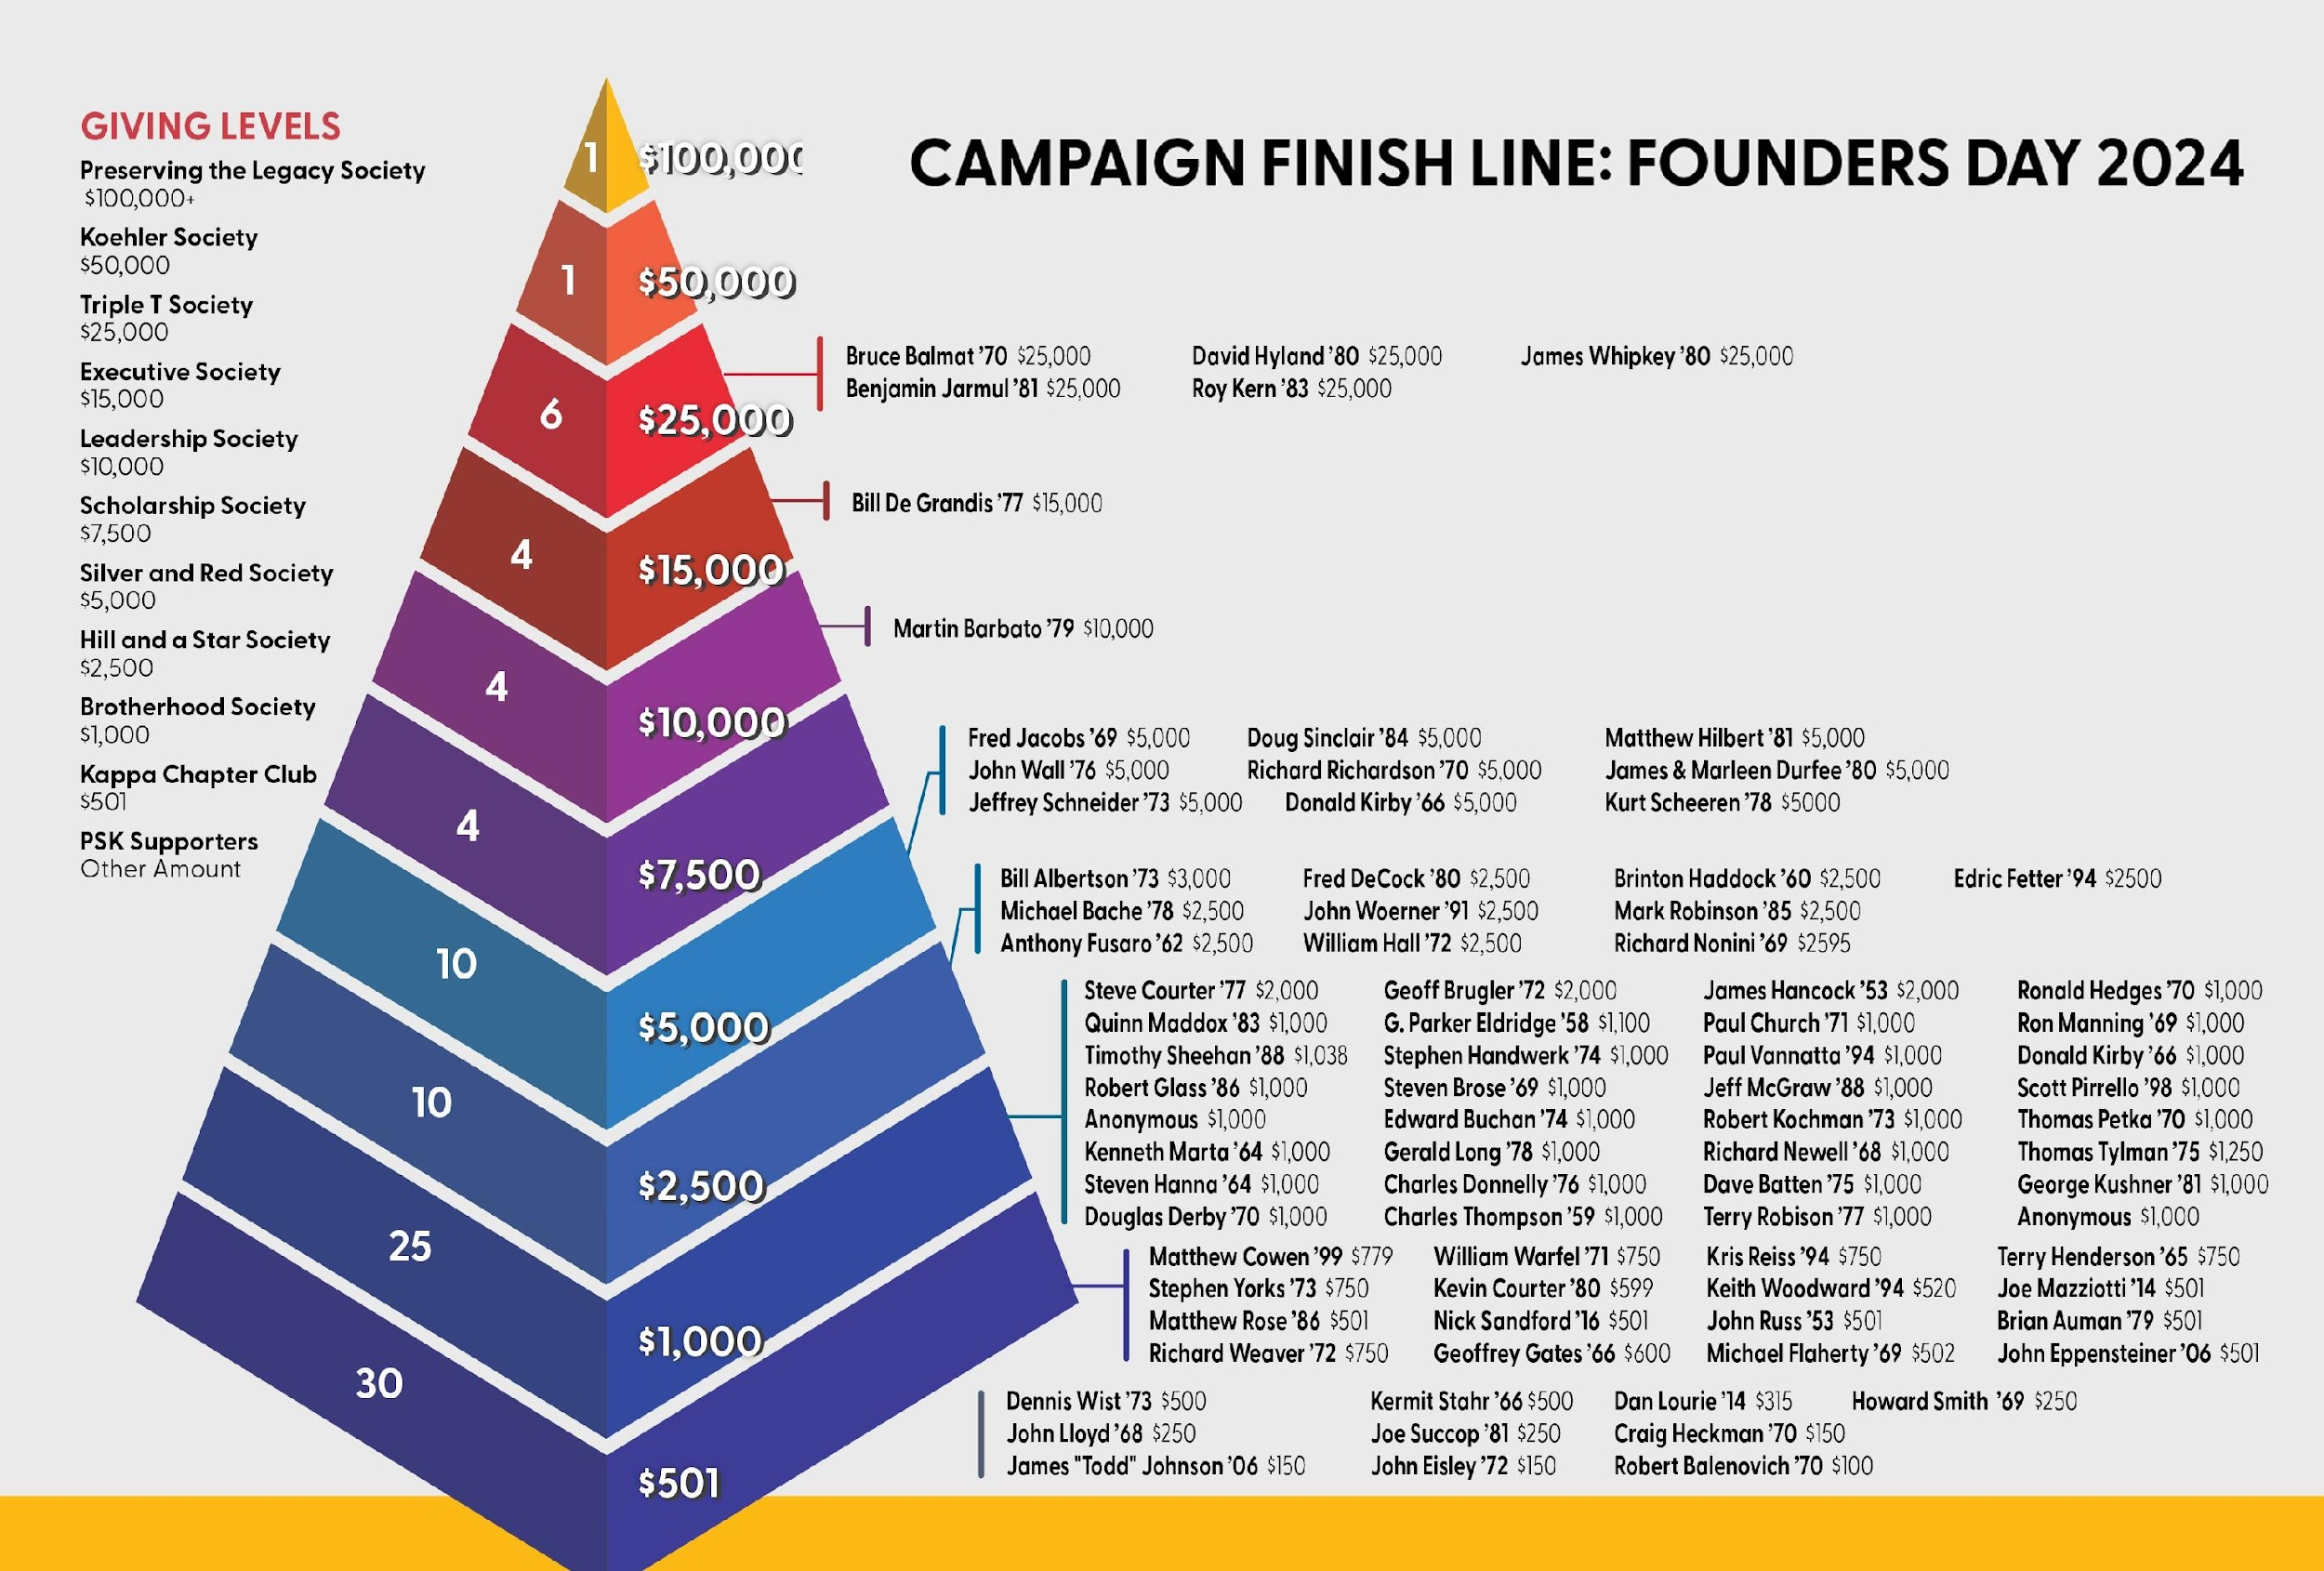 GIVING LEVELS
Preserving the Legacy Society
$100,000+
Koehler Society
$50,000
Triple T Society
$25,000
Executive Society
$15,000
Leadership Society
$10,000
Scholarship Society
$7,500
Silver and Red Society
$5,000
Hill and a Star Society
$2,500
Brotherhood Society
$1,000
Kappa Chapter Club
$501
PSK Supporters
Other Amount
CAMPAIGN FINISH LINE: FOUNDERS DAY 2024
1 $100,000
1 $50,000
6 $25,000
4 $15,000
4 $10,000
4 $7,500
10 $5,000
10 $2,500
25 $1,000
30 $501
Bruce Balmat ’70 $25,000 David Hyland ’80 $25,000 James Whipkey ’80 $25,000
Benjamin Jarmul ’81 $25,000 Roy Kern ’83 $25,000
Bill De Grandis ’77 $15,000
Martin Barbato ’79 $10,000
Fred Jacobs ’69 $5,000 Doug Sinclair ’84 $5,000 Matthew Hilbert ’81 $5,000
John Wall ’76 $5,000 Richard Richardson ’70 $5,000 James & Marleen Durfee ’80 $5,000
Jeffrey Schneider ’73 $5,000 Donald Kirby ’66 $5,000 Kurt Scheeren ’78 $5000
Bill Albertson ’73 $3,000 Fred DeCock ’80 $2,500 Brinton Haddock ’60 $2,500 Edric Fetter ’94 $2500
Michael Bache ’78 $2,500 John Woerner ’91 $2,500 Mark Robinson ’85 $2,500
Anthony Fusaro ’62 $2,500 William Hall ’72 $2,500 Richard Nonini ’69 $2595
Steve Courter ’77 $2,000 Geoff Brugler ’72 $2,000 James Hancock ’53 $2,000 Ronald Hedges ’70 $1,000
Quinn Maddox ’83 $1,000 G. Parker Eldridge ’58 $1,100 Paul Church ’71 $1,000 Ron Manning ’69 $1,000
Timothy Sheehan ’88 $1,038 Stephen Handwerk ’74 $1,000 Paul Vannatta ’94 $1,000 Donald Kirby ’66 $1,000
Robert Glass ’86 $1,000 Steven Brose ’69 $1,000 Jeff McGraw ’88 $1,000 Scott Pirrello ’98 $1,000
Anonymous $1,000 Edward Buchan ’74 $1,000 Robert Kochman ’73 $1,000 Thomas Petka ’70 $1,000
Kenneth Marta ’64 $1,000 Gerald Long ’78 $1,000 Richard Newell ’68 $1,000 Thomas Tylman ’75 $1,250
Steven Hanna ’64 $1,000 Charles Donnelly ’76 $1,000 Dave Batten ’75 $1,000 George Kushner ’81 $1,000
Douglas Derby ’70 $1,000 Charles Thompson ’59 $1,000 Terry Robison ’77 $1,000 Anonymous $1,000
Matthew Cowen ’99 $779 William Warfel ’71 $750 Kris Reiss ’94 $750 Terry Henderson ’65 $750
Stephen Yorks ’73 $750 Kevin Courter ’80 $599 Keith Woodward ’94 $520 Joe Mazziotti ’14 $501
Matthew Rose ’86 $501 Nick Sandford ’16 $501 John Russ ’53 $501 Brian Auman ’79 $501
Richard Weaver ’72 $750 Geoffrey Gates ’66 $600 Michael Flaherty ’69 $502 John Eppensteiner ’06 $501
Dennis Wist ’73 $500 Kermit Stahr ’66 $500 Dan Lourie ’14 $315 Howard Smith ’69 $250
John Lloyd ’68 $250 Joe Succop ’81 $250 Craig Heckman ’70 $150
James "Todd" Johnson ’06 $150 John Eisley ’72 $150 Robert Balenovich ’70 $100